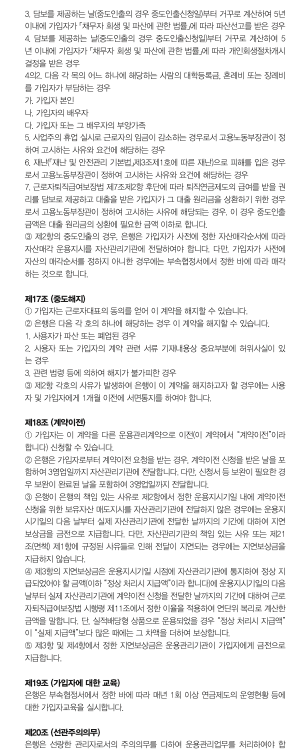 3. 담보를 제공하는 날(중도인출의 경우 중도인출신청일)부터 거꾸로 계산하여 5년
이내에 가입자가 「채무자 회생 및 파산에 관한 법률」에 따라 파산선고를 받은 경우
4. 담보를 제공하는 날(중도인출의 경우 중도인출신청일)부터 거꾸로 계산하여 5
년 이내에 가입자가 「채무자 회생 및 파산에 관한 법률」에 따라 개인회생절차개시
결정을 받은 경우
4의2. 다음 각 목의 어느 하나에 해당하는 사람의 대학등록금, 혼례비 또는 장례비
를 가입자가 부담하는 경우
가. 가입자 본인
나. 가입자의 배우자
다. 가입자 또는 그 배우자의 부양가족
5. 사업주의 휴업 실시로 근로자의 임금이 감소하는 경우로서 고용노동부장관이 정
하여 고시하는 사유와 요건에 해당하는 경우
6. 재난(「재난 및 안전관리 기본법」제3조제1호에 따른 재난)으로 피해를 입은 경우
로서 고용노동부장관이 정하여 고시하는 사유와 요건에 해당하는 경우
7. 근로자퇴직급여보장법 제7조제2항 후단에 따라 퇴직연금제도의 급여를 받을 권
리를 담보로 제공하고 대출을 받은 가입자가 그 대출 원리금을 상환하기 위한 경우
로서 고용노동부장관이 정하여 고시하는 사유에 해당되는 경우. 이 경우 중도인출
금액은 대출 원리금의 상환에 필요한 금액 이하로 합니다.
③ 제2항의 중도인출의 경우, 은행은 가입자가 사전에 정한 자산매각순서에 따라
자산매각 운용지시를 자산관리기관에 전달하여야 합니다. 다만, 가입자가 사전에
자산의 매각순서를 정하지 아니한 경우에는 부속협정서에서 정한 바에 따라 매각
하는 것으로 합니다.
제17조 (중도해지)
① 가입자는 근로자대표의 동의를 얻어 이 계약을 해지할 수 있습니다.
② 은행은 다음 각 호의 하나에 해당하는 경우 이 계약을 해지할 수 있습니다.
1. 사용자가 파산 또는 폐업된 경우
2. 사용자 또는 가입자의 계약 관련 서류 기재내용상 중요부분에 허위사실이 있
는 경우
3. 관련 법령 등에 의하여 해지가 불가피한 경우
③ 제2항 각호의 사유가 발생하여 은행이 이 계약을 해지하고자 할 경우에는 사용
자 및 가입자에게 1개월 이전에 서면통지를 하여야 합니다.
제18조 (계약이전)
① 가입자는 이 계약을 다른 운용관리계약으로 이전(이 계약에서 "계약이전"이라
합니다) 신청할 수 있습니다.
② 은행은 가입자로부터 계약이전 요청을 받는 경우, 계약이전 신청을 받은 날을 포
함하여 3영업일까지 자산관리기관에 전달합니다. 다만, 신청서 등 보완이 필요한 경
우 보완이 완료된 날을 포함하여 3영업일까지 전달합니다.
③ 은행이 은행의 책임 있는 사유로 제2항에서 정한 운용지시기일 내에 계약이전
신청을 위한 보유자산 매도지시를 자산관리기관에 전달하지 않은 경우에는 운용지
시기일의 다음 날부터 실제 자산관리기관에 전달한 날까지의 기간에 대하여 지연
보상금을 금전으로 지급합니다. 다만, 자산관리기관의 책임 있는 사유 또는 제21
조(면책) 제1항에 규정된 사유들로 인해 전달이 지연되는 경우에는 지연보상금을
지급하지 않습니다.
④ 제3항의 지연보상금은 운용지시기일 시점에 자산관리기관에 통지하여 정상 지
급되었어야 할 금액(이하 "정상 처리시 지급액"이라 합니다)에 운용지시기일의 다음
날부터 실제 자산관리기관에 계약이전 신청을 전달한 날까지의 기간에 대하여 근로
자퇴직급여보장법 시행령 제11조에서 정한 이율을 적용하여 연단위 복리로 계산한
금액을 말합니다. 단, 실적배당형 상품으로 운용되었을 경우 "정상 처리시 지급액"
이 "실제 지급액"보다 많은 때에는 그 차액을 더하여 보상합니다.
⑤ 제3항 및 제4항에서 정한 지연보상금은 운용관리기관이 가입자에게 금전으로
지급합니다.
제19조 (가입자에 대한 교육)
은행은 부속협정서에서 정한 바에 따라 매년 1회 이상 연금제도의 운영현황 등에
대한 가입자교육을 실시합니다.
제20조 (선관주의의무)
은행은 선량한 관리자로서의 주의의무를 다하여 운용관리업무를 처리하여야 합